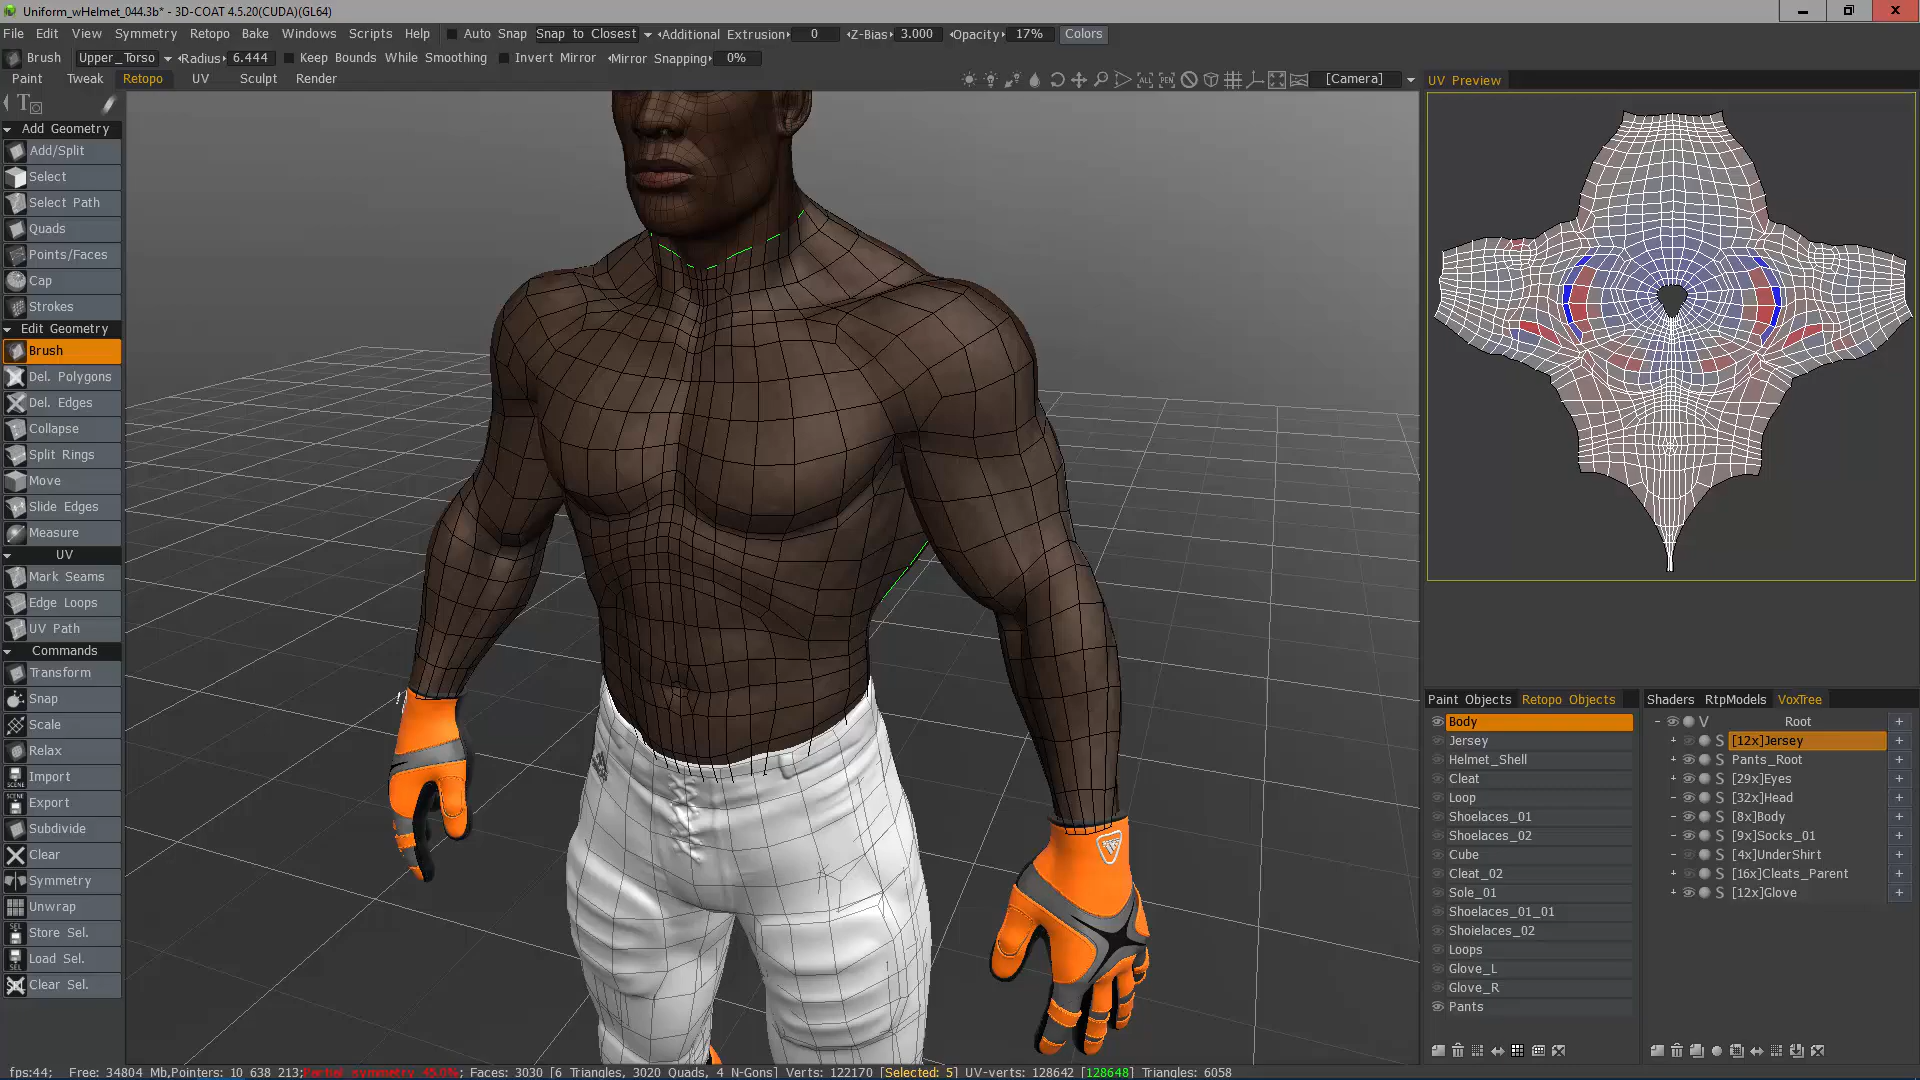 Uniform_wHelmet_044.3b* - 3D-COAT 4.5.20(CUDA)(GL64)
File Edit View Symmetry Retopo Bake Windows Scripts Help Auto Snap Snap to Closest Additional Extrusion 0 Z-Bias 3.000 Opacity 17% Colors
Brush Upper_Torso Radius 6.444 Keep Bounds While Smoothing Invert Mirror Mirror Snapping 0%
Paint Tweak Retopo UV Sculpt Render [Camera] UV Preview
Add Geometry
Add/Split
Select
Select Path
Quads
Points/Faces
Cap
Strokes
Edit Geometry
Brush
Del. Polygons
Del. Edges
Collapse
Split Rings
Move
Slide Edges
Measure
UV
Mark Seams
Edge Loops
UV Path
Commands
Transform
Snap
Scale
Relax
Import
Export
Subdivide
Clear
Symmetry
Unwrap
Store Sel.
Load Sel.
Clear Sel.
Paint Objects Retopo Objects
Body
Jersey
Helmet_Shell
Cleat
Loop
Shoelaces_01
Shoelaces_02
Cube
Cleat_02
Sole_01
Shoelaces_01_01
Shoielaces_02
Loops
Glove_L
Glove_R
Pants
Shaders RtpModels VoxTree
V Root +
+ S [12x]Jersey +
+ S Pants_Root +
+ S [29x]Eyes +
- S [32x]Head +
- S [8x]Body +
- S [9x]Socks_01 +
- S [4x]UnderShirt +
+ S [16x]Cleats_Parent +
+ S [12x]Glove +
fps:44; Free: 34804 Mb,Pointers: 10 638 213;Partial symmetry 45.0%; Faces: 3030 [6 Triangles, 3020 Quads, 4 N-Gons] Verts: 122170 [Selected: 5] UV-verts: 128642 [128648] Triangles: 6058